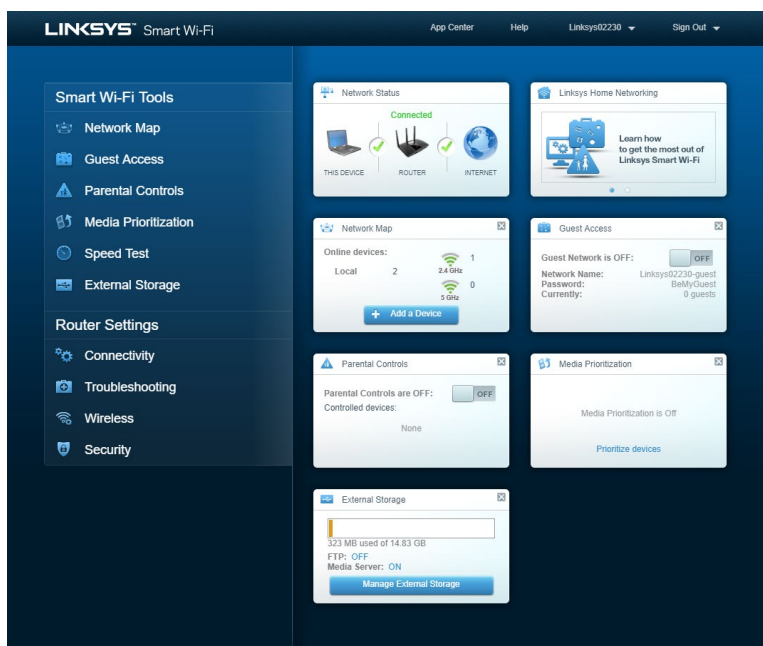 LINKSYS™ Smart Wi-Fi
App Center Help Linksys02230 Sign Out
Smart Wi-Fi Tools
Network Map
Guest Access
Parental Controls
Media Prioritization
Speed Test
External Storage
Router Settings
Connectivity
Troubleshooting
Wireless
Security
Network Status
Connected
THIS DEVICE ROUTER INTERNET
Linksys Home Networking
Learn how
to get the most out of
Linksys Smart Wi-Fi
Network Map
Online devices:
Local 2
1
2.4 GHz
0
5 GHz
+ Add a Device
Guest Access
Guest Network is OFF: OFF
Network Name: Linksys02230-guest
Password: BeMyGuest
Currently: 0 guests
Parental Controls
Parental Controls are OFF: OFF
Controlled devices:
None
Media Prioritization
Media Prioritization is Off
Prioritize devices
External Storage
323 MB used of 14.83 GB
FTP: OFF
Media Server: ON
Manage External Storage